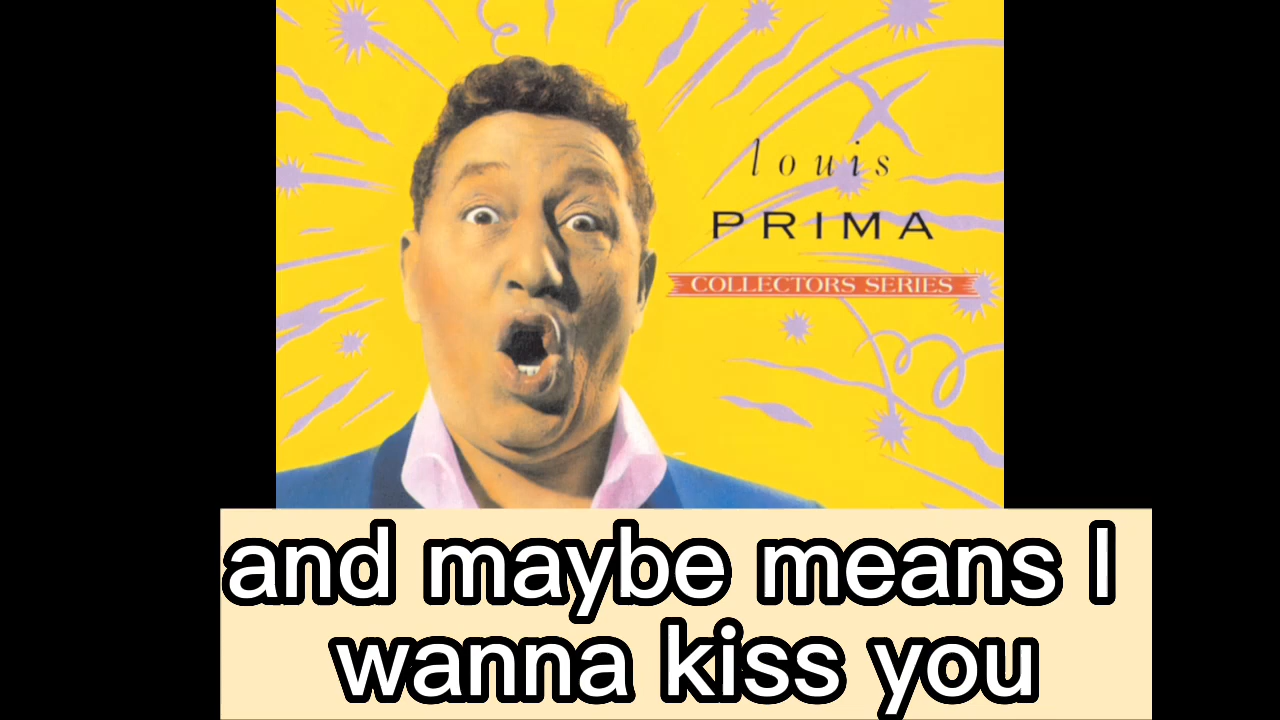 louis
PRIMA
COLLECTORS SERIES
and maybe means I
wanna kiss you